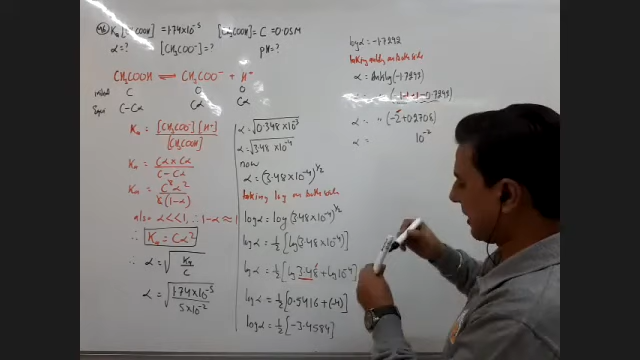 Ka [CH₃COOH] = 1.74×10⁻⁵ [CH₃COOH] = C = 0.05M
α = ? [CH₃COO⁻] = ? pH = ?
CH₃COOH ⇌ CH₃COO⁻ + H⁺
initial C 0 0
C-Cα Cα Cα
Ka = [CH₃COO⁻][H⁺] / [CH₃COOH]
Ka = Cα × Cα / C-Cα
Ka = C²α² / C(1-α)
also α<<1, ∴ 1-α ≈ 1
∴ Ka = Cα²
∴ α = √(Ka / C)
α = √(1.74×10⁻⁵ / 5×10⁻²)
α = √(0.348×10⁻³)
α = √(3.48×10⁻⁴)
now
α = (3.48×10⁻⁴)^1/2
taking log on both sides
logα = log(3.48×10⁻⁴)^1/2
logα = 1/2 [log 3.48×10⁻⁴]
logα = 1/2 [log 3.48 + log 10⁻⁴]
logα = 1/2 [0.5416 + (-4)]
logα = 1/2 [-3.4584]
logα = -1.7292
taking antilog on both sides
α = Antilog(-1.7292)
(-1-1+1-0.7292)
α = " (-2+0.2708)
α = 10⁻²